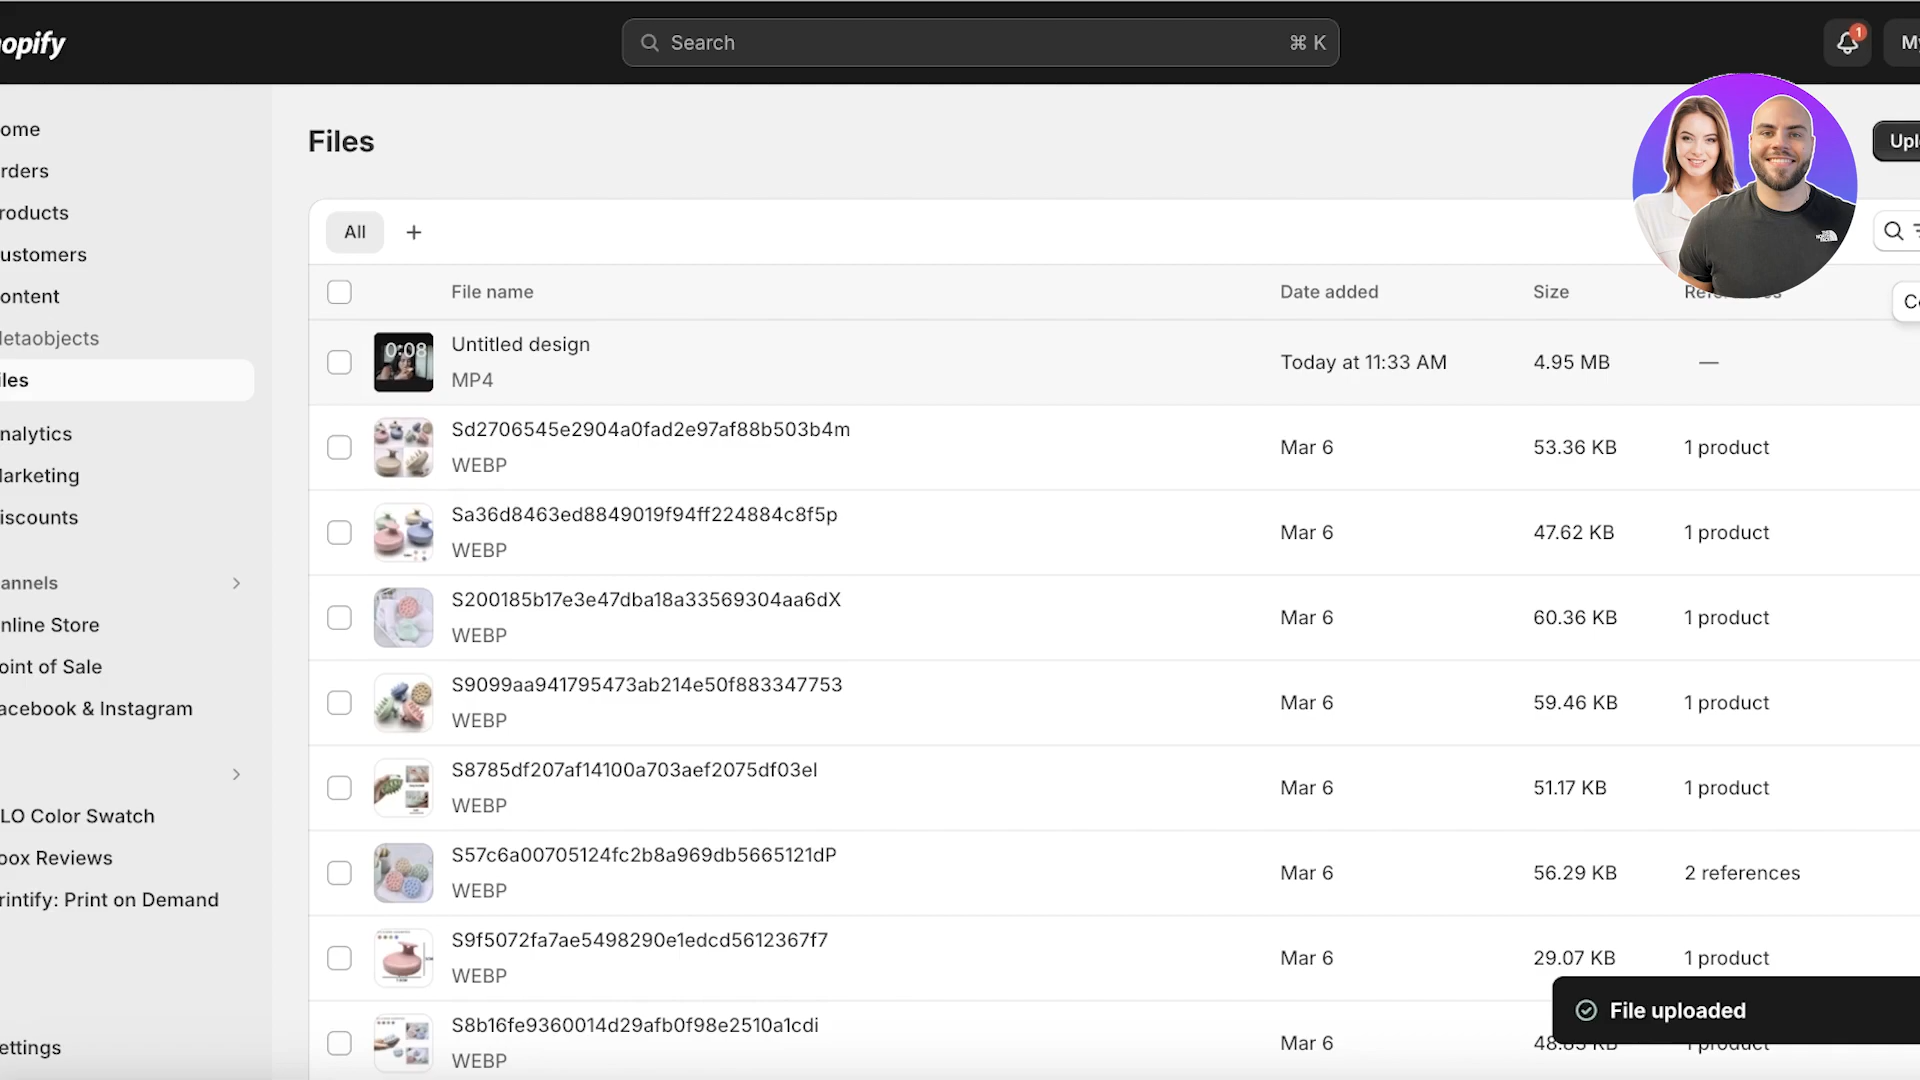 opify
Search
⌘ K
1
My
ome
rders
roducts
ustomers
ontent
etaobjects
iles
nalytics
arketing
iscounts
annels
nline Store
oint of Sale
acebook & Instagram
LO Color Swatch
oox Reviews
rintify: Print on Demand
ettings
Files
Upl
All
+
File name
Date added
Size
Co
0:08
Untitled design
MP4
Today at 11:33 AM
4.95 MB
—
Sd2706545e2904a0fad2e97af88b503b4m
WEBP
Mar 6
53.36 KB
1 product
Sa36d8463ed8849019f94ff224884c8f5p
WEBP
Mar 6
47.62 KB
1 product
S200185b17e3e47dba18a33569304aa6dX
WEBP
Mar 6
60.36 KB
1 product
S9099aa941795473ab214e50f883347753
WEBP
Mar 6
59.46 KB
1 product
S8785df207af14100a703aef2075df03eI
WEBP
Mar 6
51.17 KB
1 product
S57c6a00705124fc2b8a969db5665121dP
WEBP
Mar 6
56.29 KB
2 references
S9f5072fa7ae5498290e1edcd5612367f7
WEBP
Mar 6
29.07 KB
1 product
S8b16fe9360014d29afb0f98e2510a1cdi
WEBP
Mar 6
1 product
File uploaded